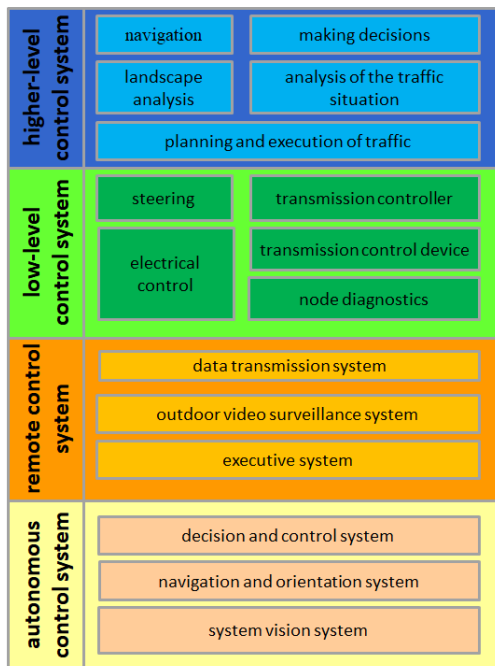 higher-level
control system
navigation
making decisions
landscape
analysis
analysis of the traffic
situation
planning and execution of traffic
low-level
control system
steering
transmission controller
electrical
control
transmission control device
node diagnostics
remote control
system
data transmission system
outdoor video surveillance system
executive system
autonomous
control system
decision and control system
navigation and orientation system
system vision system